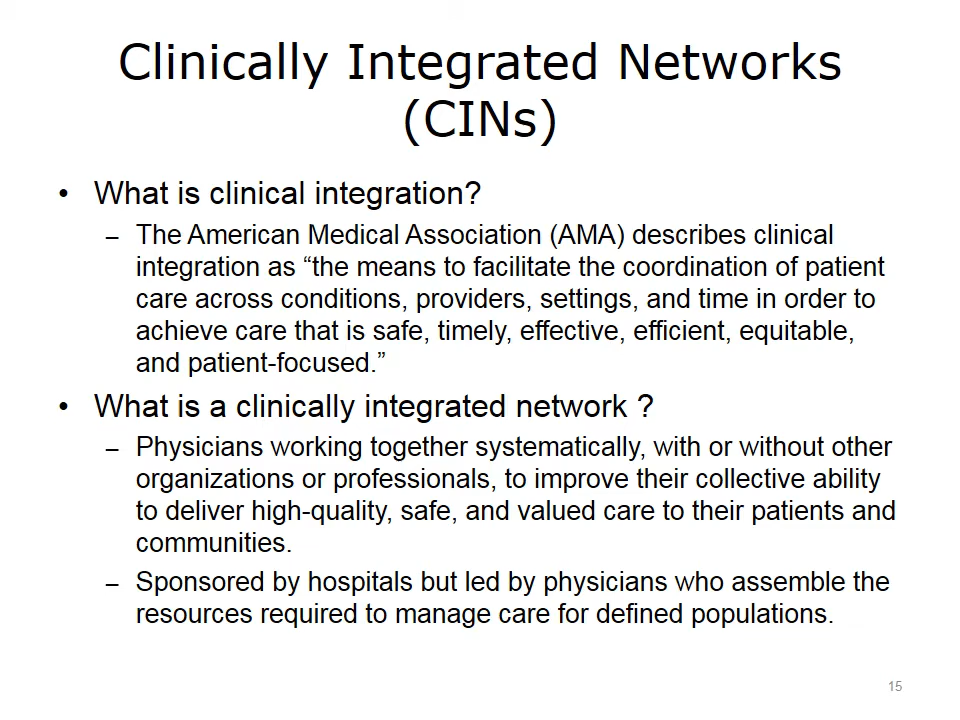 Clinically Integrated Networks
(CINs)
• What is clinical integration?
– The American Medical Association (AMA) describes clinical
integration as “the means to facilitate the coordination of patient
care across conditions, providers, settings, and time in order to
achieve care that is safe, timely, effective, efficient, equitable,
and patient-focused.”
• What is a clinically integrated network ?
– Physicians working together systematically, with or without other
organizations or professionals, to improve their collective ability
to deliver high-quality, safe, and valued care to their patients and
communities.
– Sponsored by hospitals but led by physicians who assemble the
resources required to manage care for defined populations.
15